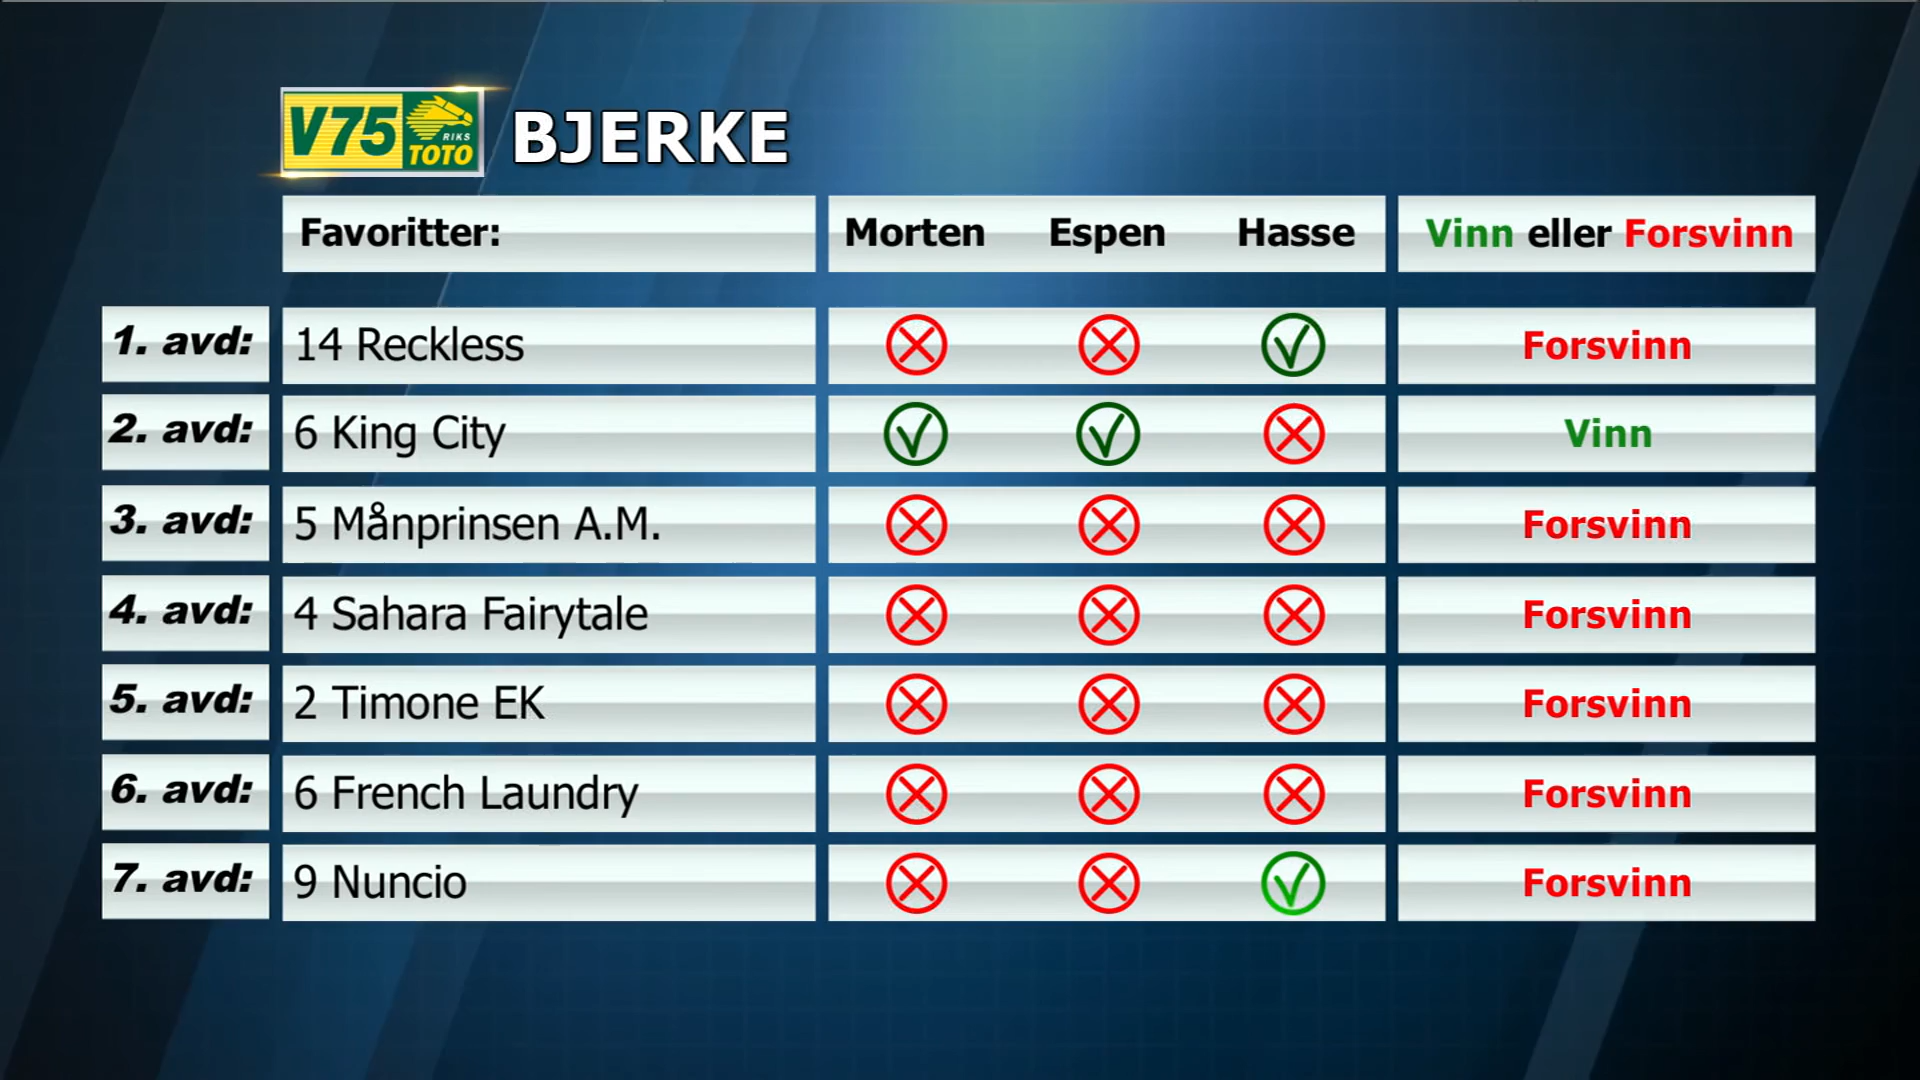 V75 RIKS TOTO BJERKE
Favoritter: Morten Espen Hasse Vinn eller Forsvinn
1. avd: 14 Reckless Forsvinn
2. avd: 6 King City Vinn
3. avd: 5 Månprinsen A.M. Forsvinn
4. avd: 4 Sahara Fairytale Forsvinn
5. avd: 2 Timone EK Forsvinn
6. avd: 6 French Laundry Forsvinn
7. avd: 9 Nuncio Forsvinn